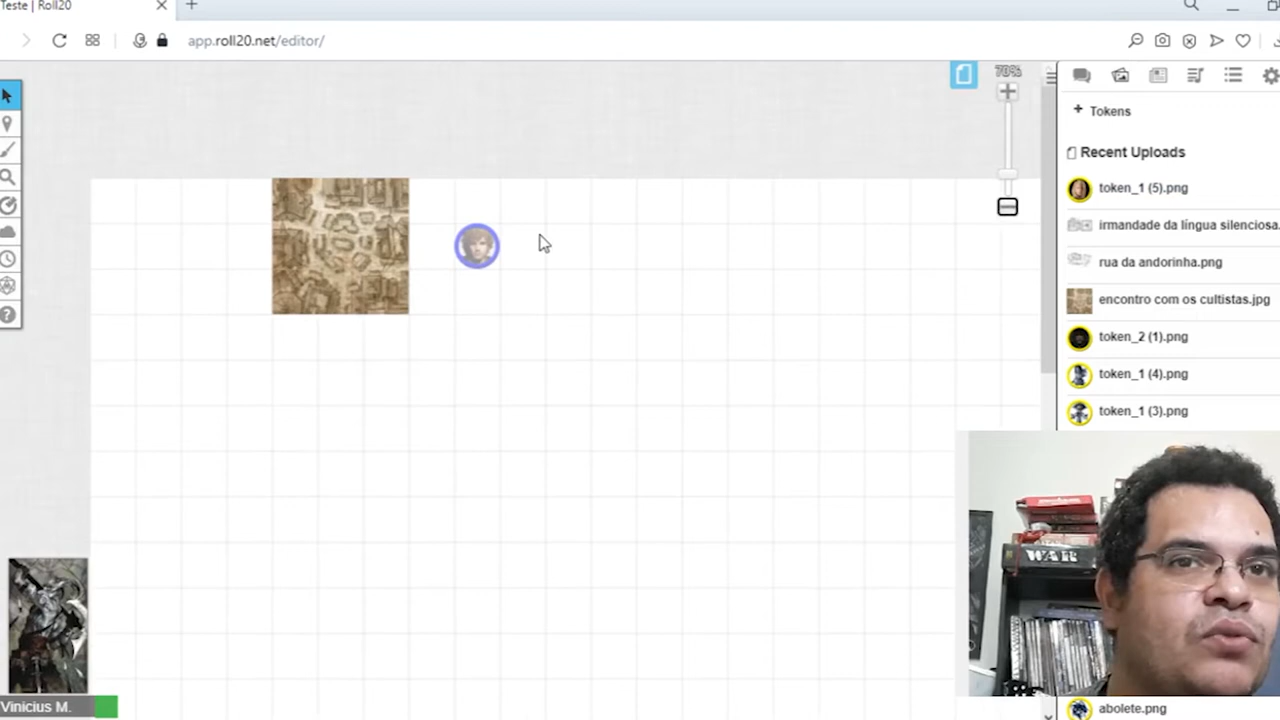 Teste | Roll20
app.roll20.net/editor/
70%
Tokens
Recent Uploads
token_1 (5).png
irmandade da língua silenciosa.
rua da andorinha.png
encontro com os cultistas.jpg
token_2 (1).png
token_1 (4).png
token_1 (3).png
WAR
Vinicius M.
abolete.png